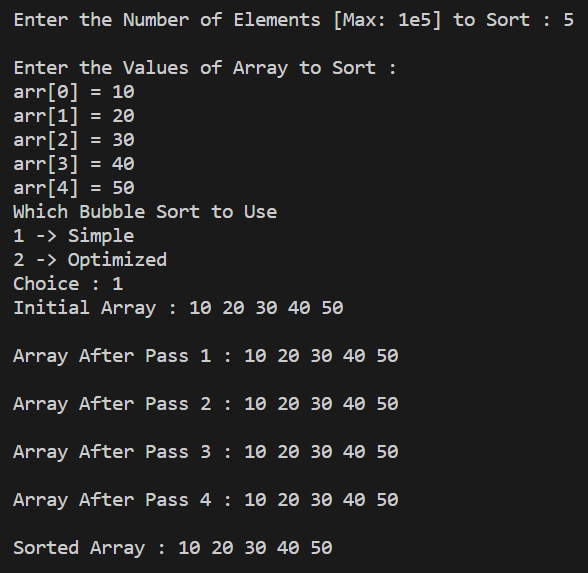 Enter the Number of Elements [Max: 1e5] to Sort : 5
Enter the Values of Array to Sort :
arr[0] = 10
arr[1] = 20
arr[2] = 30
arr[3] = 40
arr[4] = 50
Which Bubble Sort to Use
1 -> Simple
2 -> Optimized
Choice : 1
Initial Array : 10 20 30 40 50
Array After Pass 1 : 10 20 30 40 50
Array After Pass 2 : 10 20 30 40 50
Array After Pass 3 : 10 20 30 40 50
Array After Pass 4 : 10 20 30 40 50
Sorted Array : 10 20 30 40 50